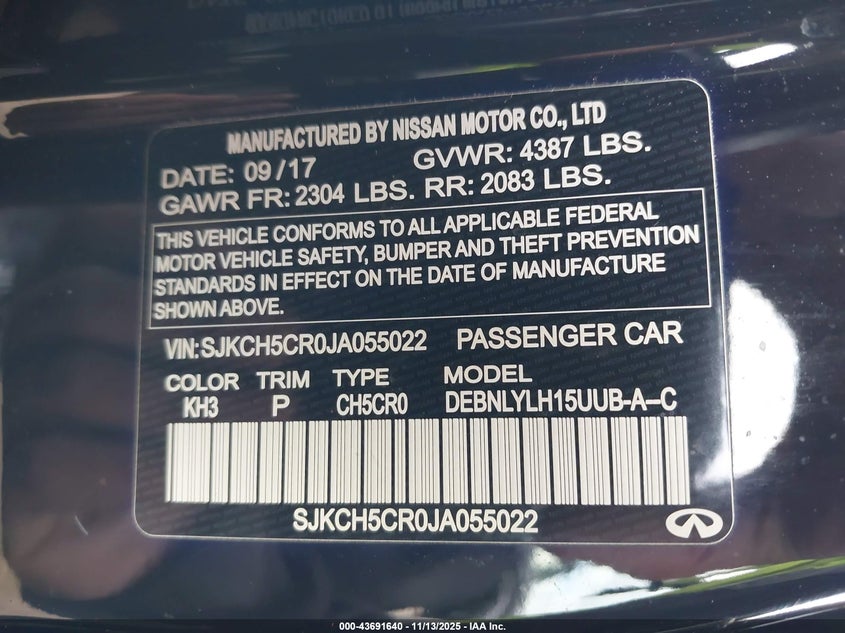 MANUFACTURED BY NISSAN MOTOR CO., LTD
DATE: 09/17 GVWR: 4387 LBS.
GAWR FR: 2304 LBS. RR: 2083 LBS.
THIS VEHICLE CONFORMS TO ALL APPLICABLE FEDERAL
MOTOR VEHICLE SAFETY, BUMPER AND THEFT PREVENTION
STANDARDS IN EFFECT ON THE DATE OF MANUFACTURE
SHOWN ABOVE.
VIN:SJKCH5CR0JA055022 PASSENGER CAR
COLOR TRIM TYPE MODEL
KH3 P CH5CR0 DEBNLYLH15UUB-A-C
SJKCH5CR0JA055022
000-43691640 - 11/13/2025 - IAA Inc.